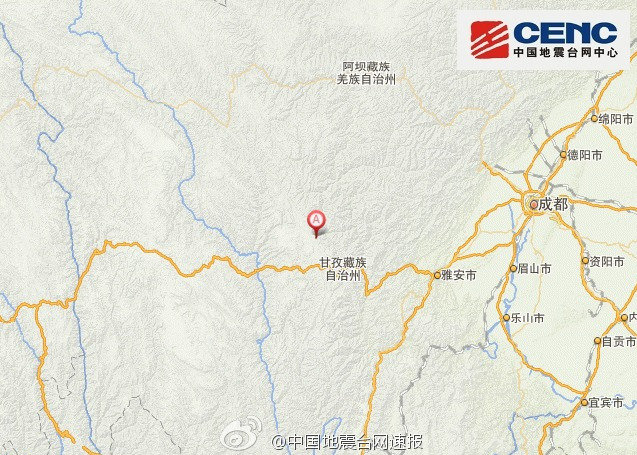 CENC
中国地震台网中心
阿坝藏族
羌族自治州
绵阳市
德阳市
成都
A
甘孜藏族
自治州
雅安市
眉山市
资阳市
乐山市
内
自贡市
宜宾市
@中国地震台网速报